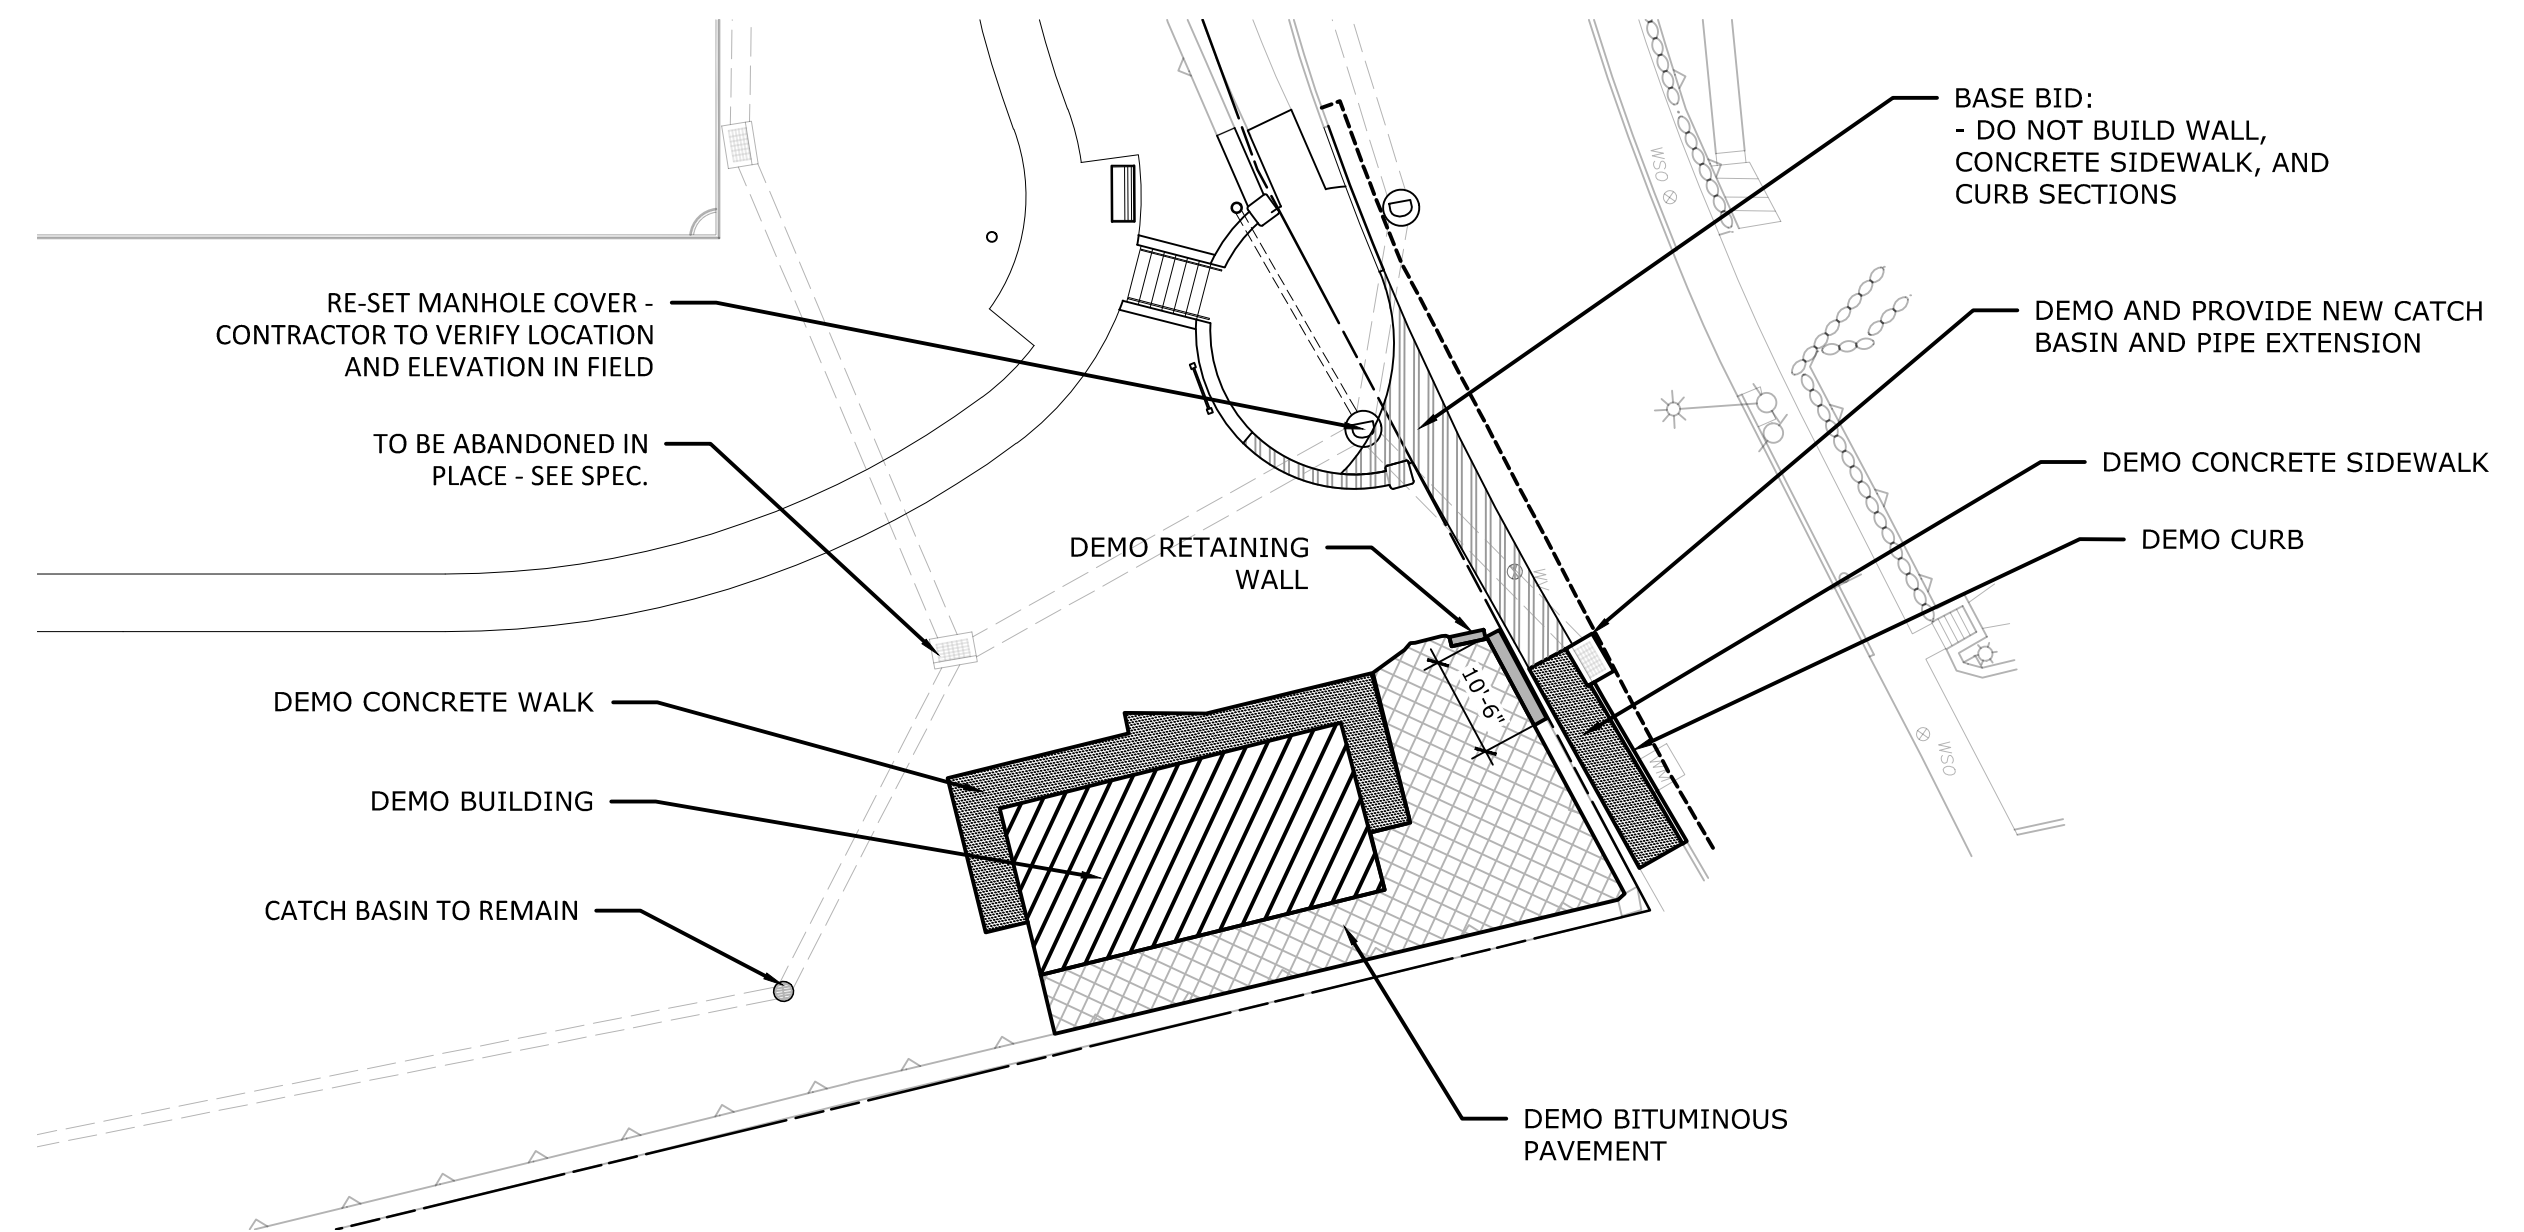 BASE BID:
- DO NOT BUILD WALL,
CONCRETE SIDEWALK, AND
CURB SECTIONS
WSO
RE-SET MANHOLE COVER -
CONTRACTOR TO VERIFY LOCATION
AND ELEVATION IN FIELD
D
DEMO AND PROVIDE NEW CATCH
BASIN AND PIPE EXTENSION
TO BE ABANDONED IN
PLACE - SEE SPEC.
D
DEMO CONCRETE SIDEWALK
DEMO RETAINING
WALL
DEMO CURB
10'-6"
DEMO CONCRETE WALK
WSO
WM
DEMO BUILDING
CATCH BASIN TO REMAIN
DEMO BITUMINOUS
PAVEMENT